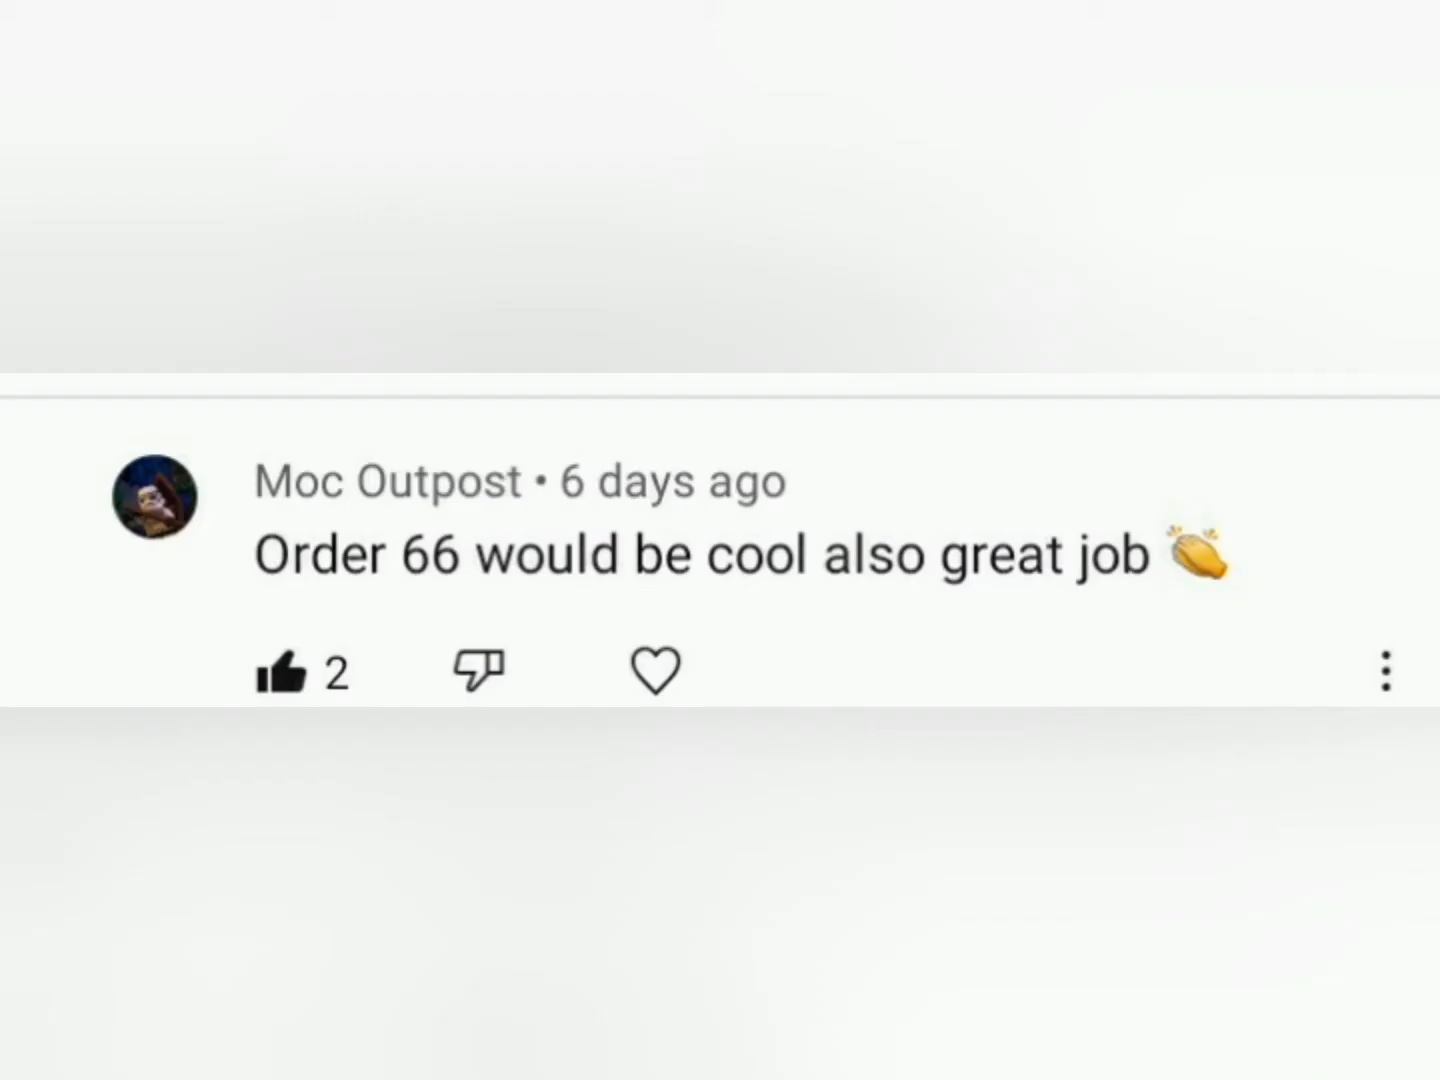 Moc Outpost • 6 days ago
Order 66 would be cool also great job 👏
2